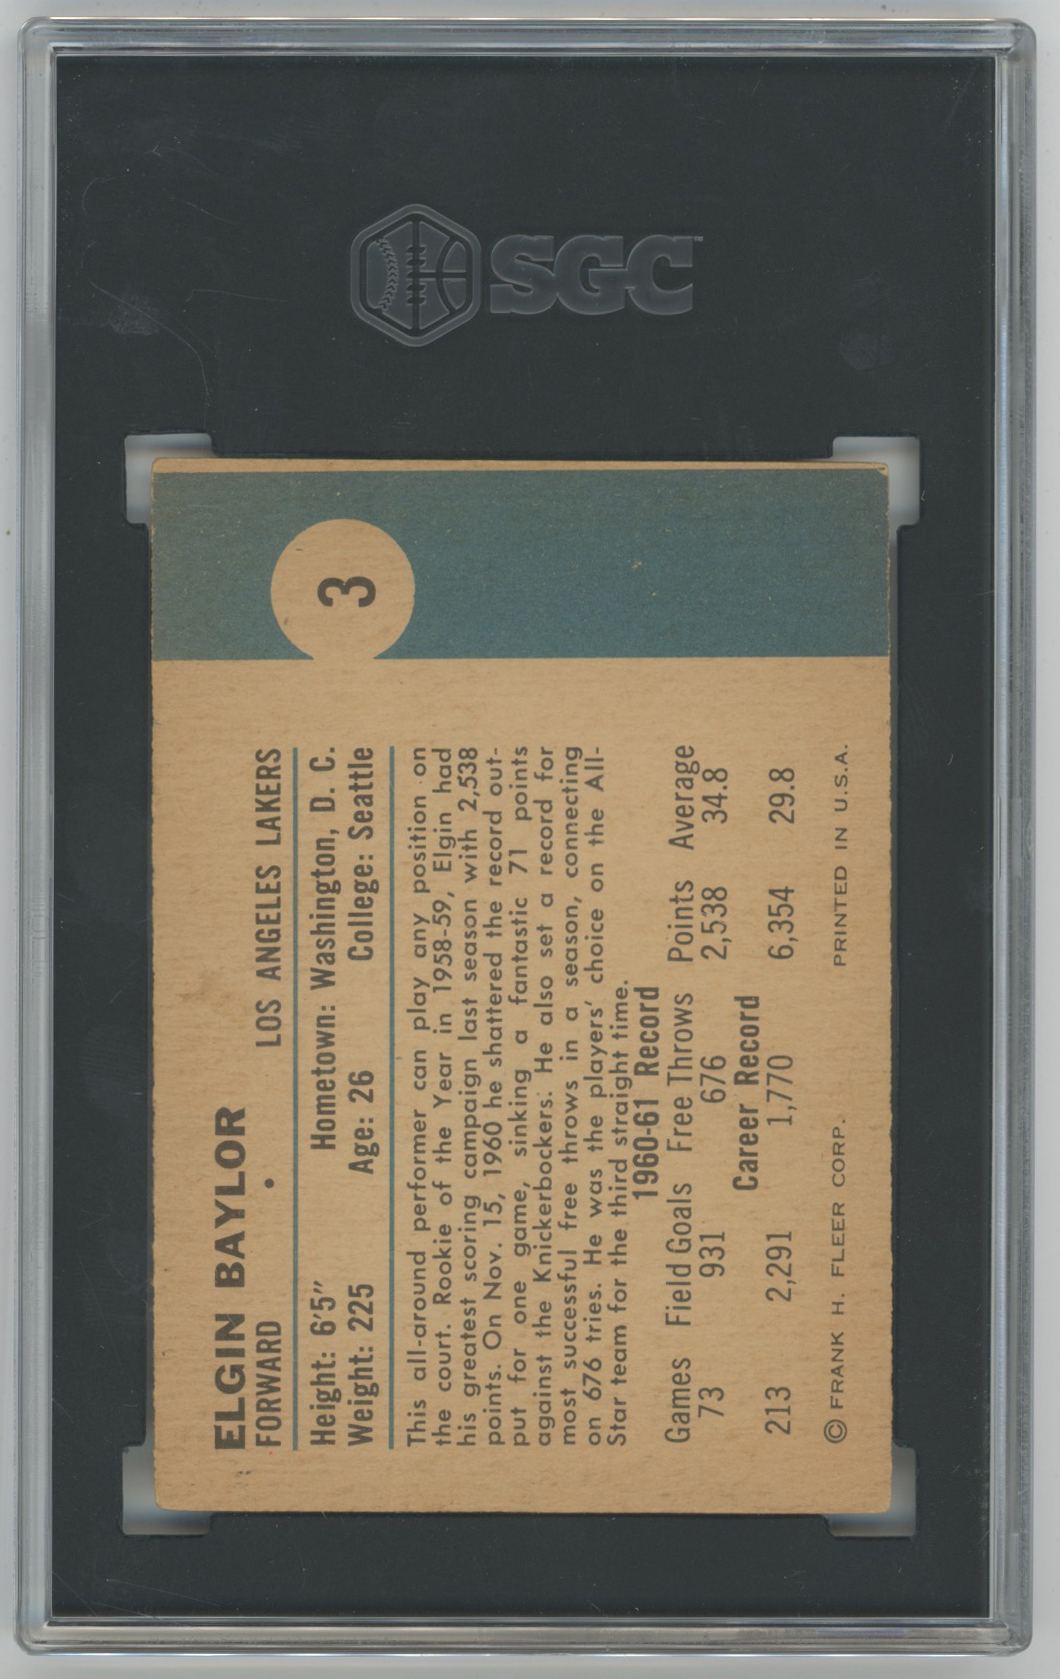 SGC
3
ELGIN BAYLOR
FORWARD • LOS ANGELES LAKERS
Height: 6'5" Hometown: Washington, D. C.
Weight: 225 Age: 26 College: Seattle
This all-around performer can play any position on
the court. Rookie of the Year in 1958-59, Elgin had
his greatest scoring campaign last season with 2,538
points. On Nov. 15, 1960 he shattered the record out-
put for one game, sinking a fantastic 71 points
against the Knickerbockers. He also set a record for
most successful free throws in a season, connecting
on 676 tries. He was the players' choice on the All-
Star team for the third straight time.
1960-61 Record
Games Field Goals Free Throws Points Average
73 931 676 2,538 34.8
Career Record
213 2,291 1,770 6,354 29.8
© FRANK H. FLEER CORP. PRINTED IN U.S.A.